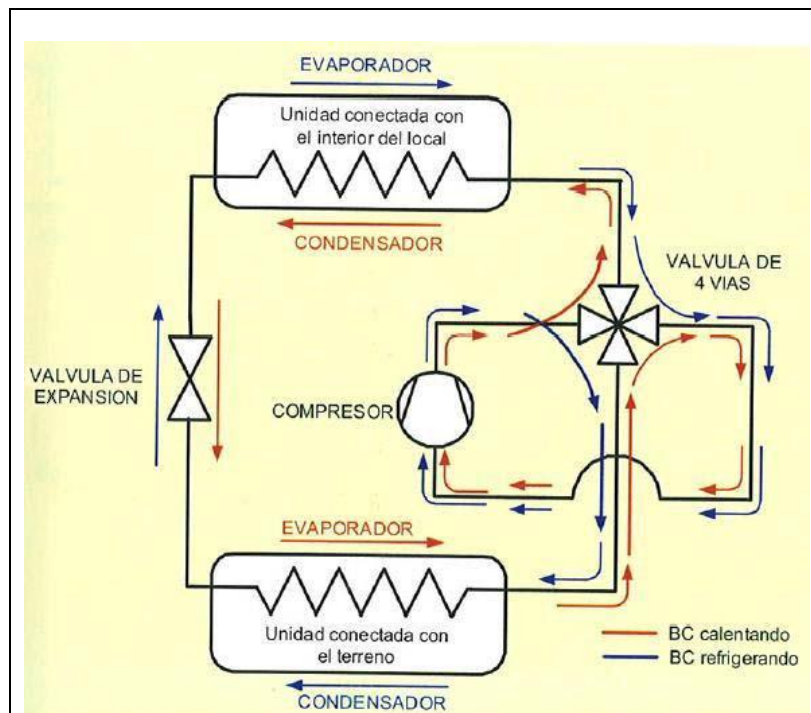 EVAPORADOR
Unidad conectada con
el interior del local
CONDENSADOR
VALVULA DE
4 VIAS
VALVULA DE
EXPANSION
COMPRESOR
EVAPORADOR
Unidad conectada con
el terreno
CONDENSADOR
BC calentando
BC refrigerando